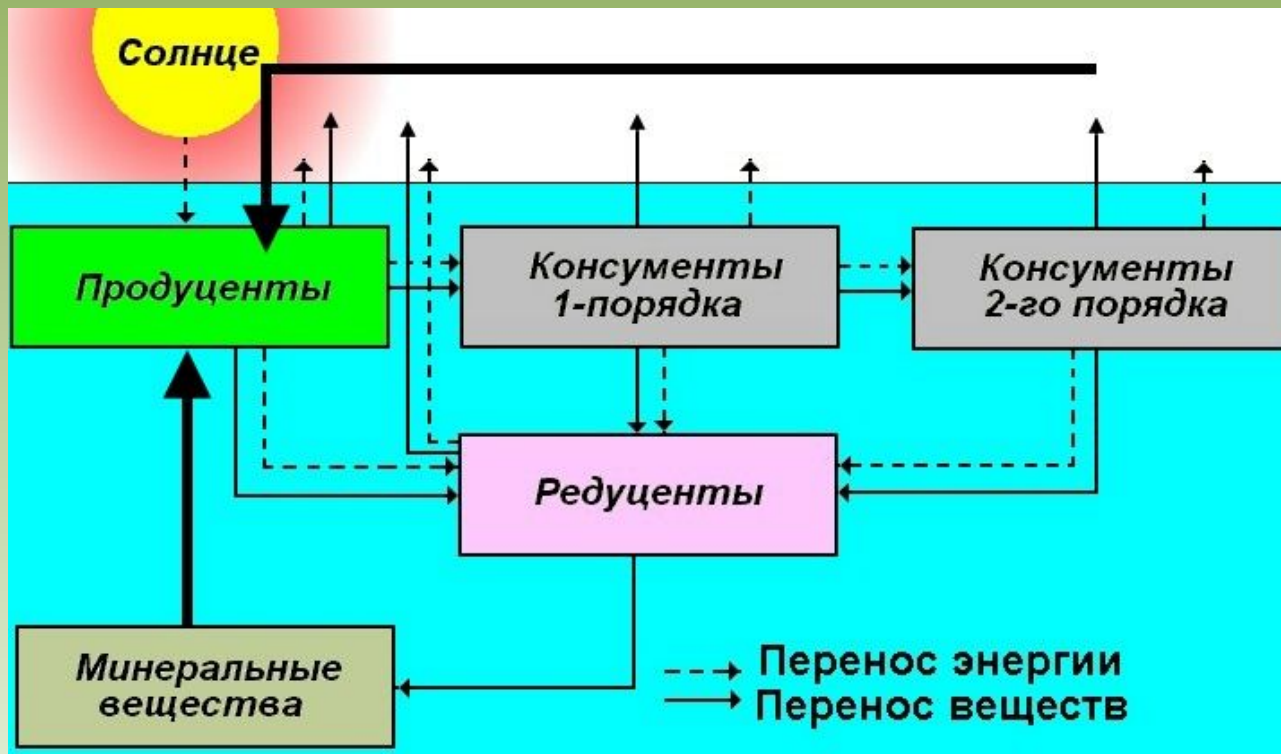 Солнце
Продуценты
Консументы
1-порядка
Консументы
2-го порядка
Редуценты
Минеральные
вещества
Перенос энергии
Перенос веществ